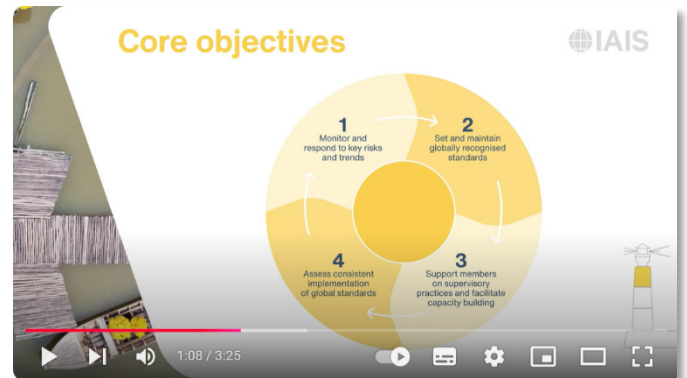 Core objectives
IAIS
1
Monitor and
respond to key risks
and trends
2
Set and maintain
globally recognised
standards
3
Support members
on supervisory
practices and facilitate
capacity building
4
Assess consistent
implementation
of global standards
1:08 / 3:25